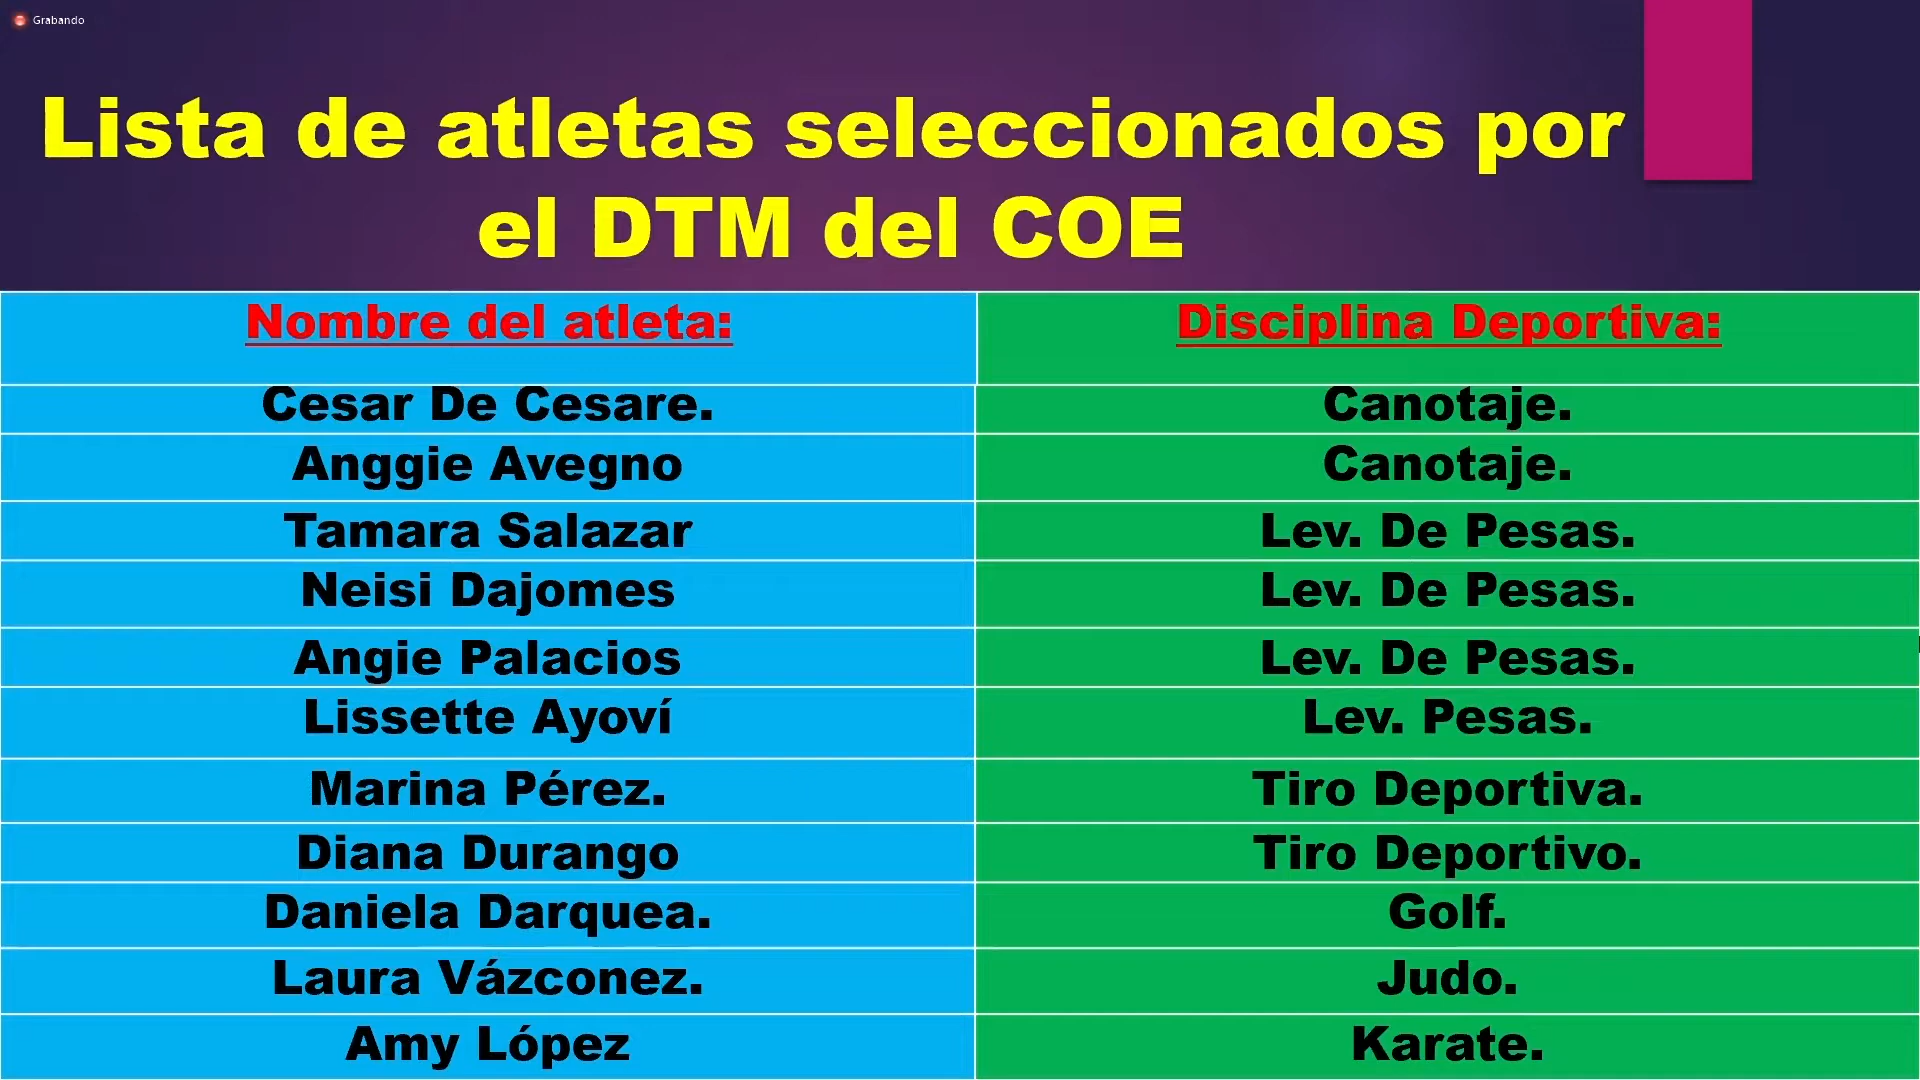 Grabando
Lista de atletas seleccionados por
el DTM del COE
Nombre del atleta: Disciplina Deportiva:
Cesar De Cesare. Canotaje.
Anggie Avegno Canotaje.
Tamara Salazar Lev. De Pesas.
Neisi Dajomes Lev. De Pesas.
Angie Palacios Lev. De Pesas.
Lissette Ayoví Lev. Pesas.
Marina Pérez. Tiro Deportiva.
Diana Durango Tiro Deportivo.
Daniela Darquea. Golf.
Laura Vázconez. Judo.
Amy López Karate.